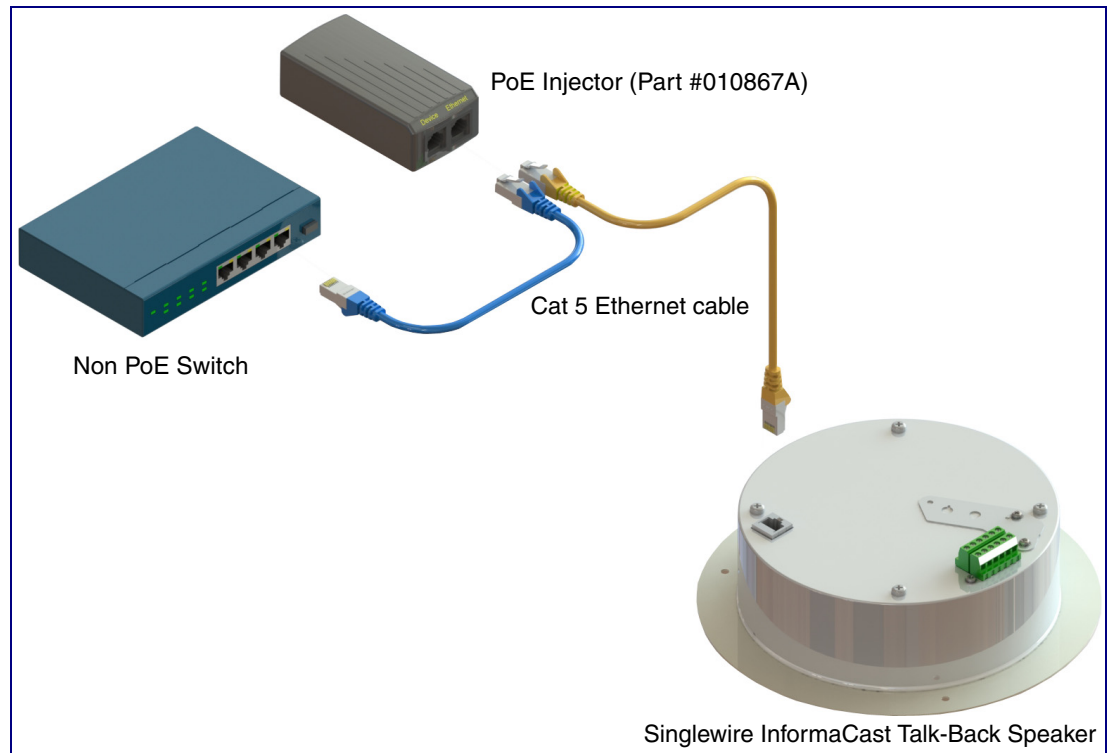 PoE Injector (Part #010867A)
Device Ethernet
Cat 5 Ethernet cable
Non PoE Switch
Singlewire InformaCast Talk-Back Speaker